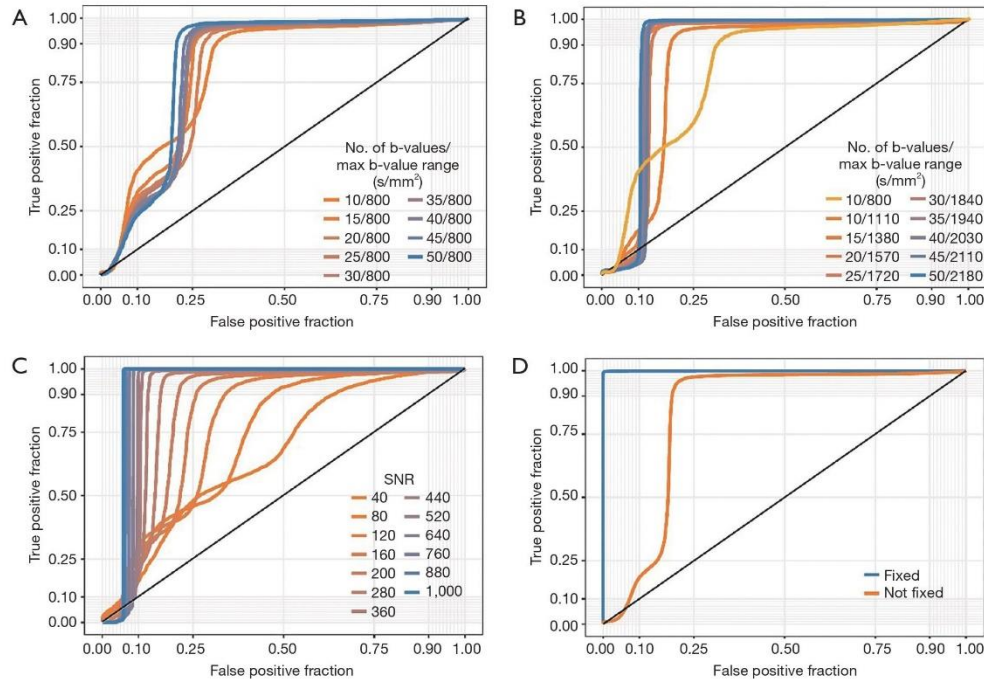 A
1.00
0.90
0.75
0.50
0.25
0.10
0.00
True positive fraction
No. of b-values/
max b-value range
(s/mm²)
10/800 35/800
15/800 40/800
20/800 45/800
25/800 50/800
30/800
0.00 0.10 0.25 0.50 0.75 0.90 1.00
False positive fraction
B
1.00
0.90
0.75
0.50
0.25
0.10
0.00
True positive fraction
No. of b-values/
max b-value range
(s/mm²)
10/800 30/1840
10/1110 35/1940
15/1380 40/2030
20/1570 45/2110
25/1720 50/2180
0.00 0.10 0.25 0.50 0.75 0.90 1.00
False positive fraction
C
1.00
0.90
0.75
0.50
0.25
0.10
0.00
True positive fraction
SNR
40 440
80 520
120 640
160 760
200 880
280 1,000
360
0.00 0.10 0.25 0.50 0.75 0.90 1.00
False positive fraction
D
1.00
0.90
0.75
0.50
0.25
0.10
0.00
True positive fraction
Fixed
Not fixed
0.00 0.10 0.25 0.50 0.75 0.90 1.00
False positive fraction